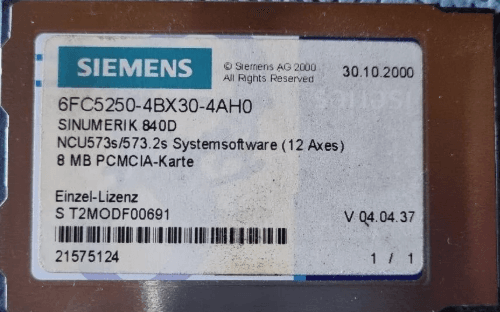 SIEMENS
© Siemens AG 2000
All Rights Reserved
30.10.2000
6FC5250-4BX30-4AH0
SINUMERIK 840D
NCU573s/573.2s Systemsoftware (12 Axes)
8 MB PCMCIA-Karte
Einzel-Lizenz
S T2MODF00691
V 04.04.37
21575124
1 / 1